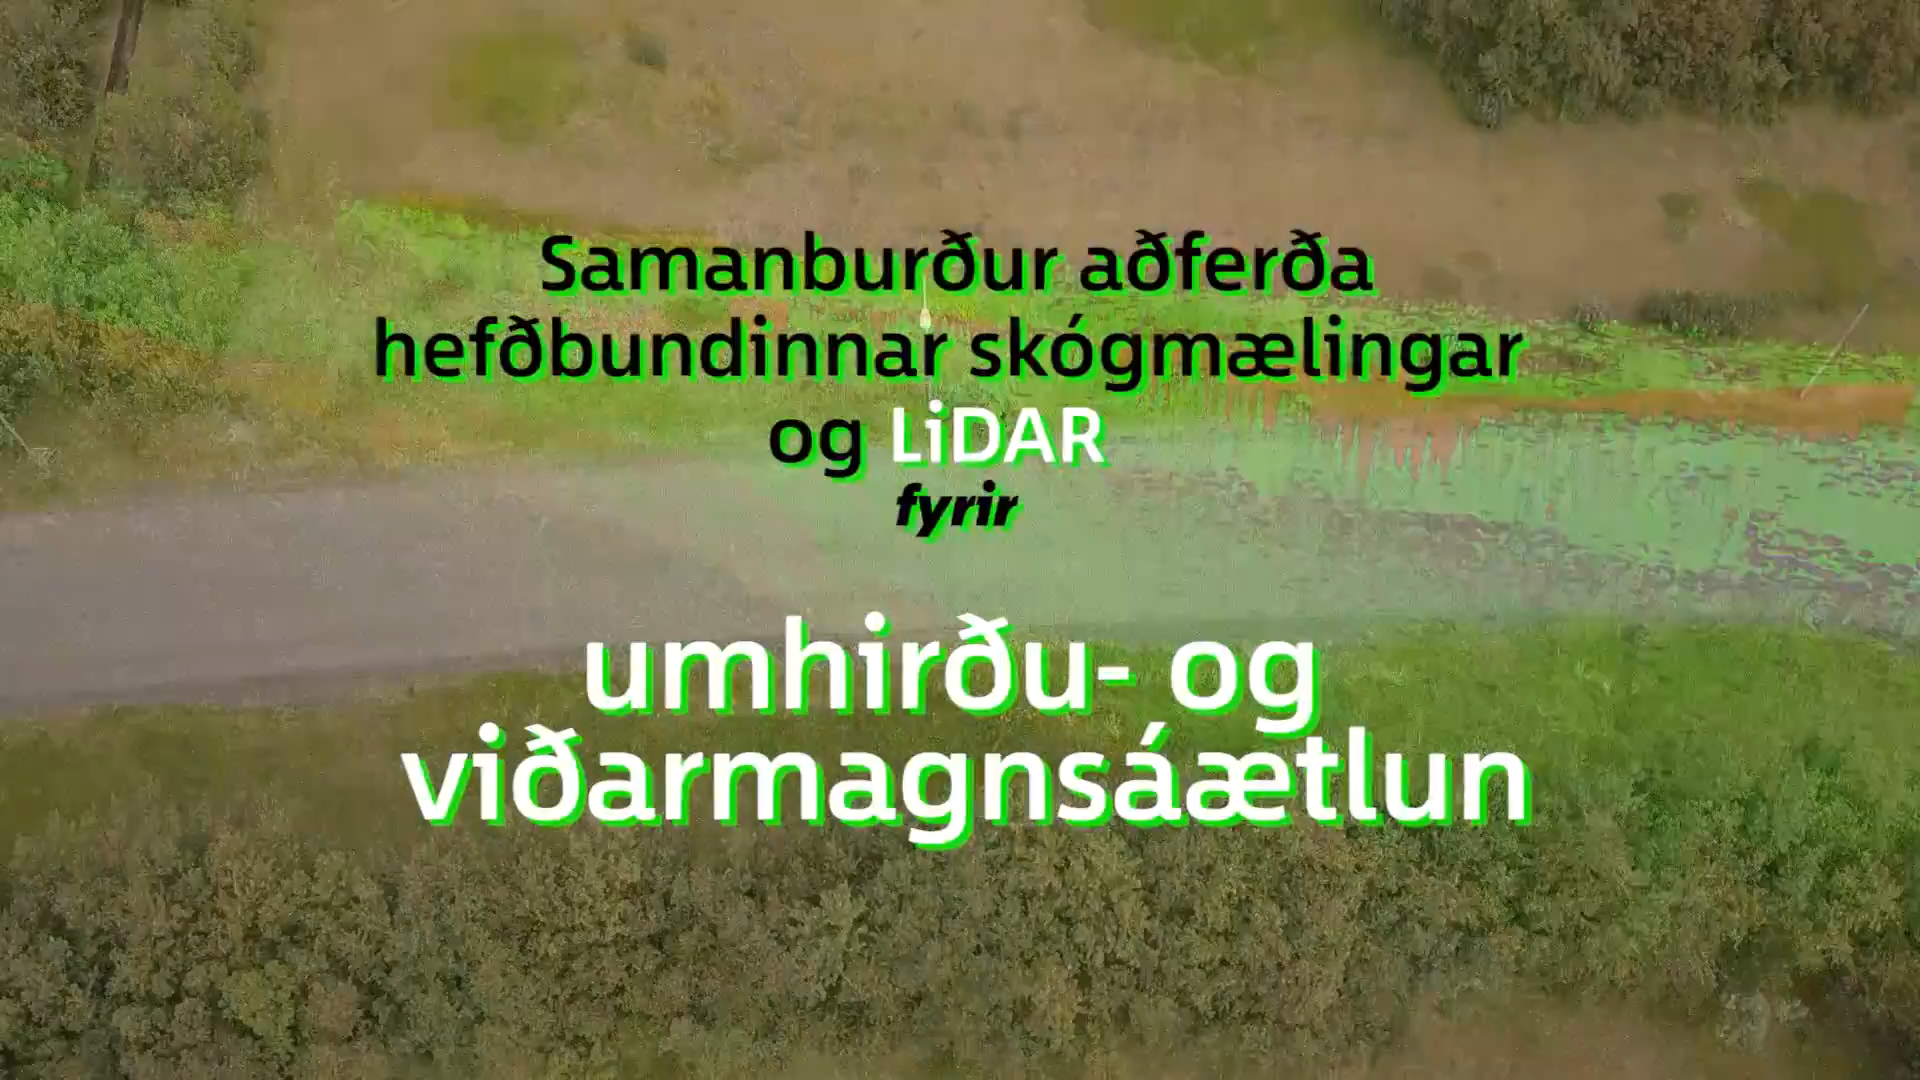 Samanburður aðferða
hefðbundinnar skógmælingar
og LiDAR
fyrir
umhirðu- og
viðarmagnsáætlun